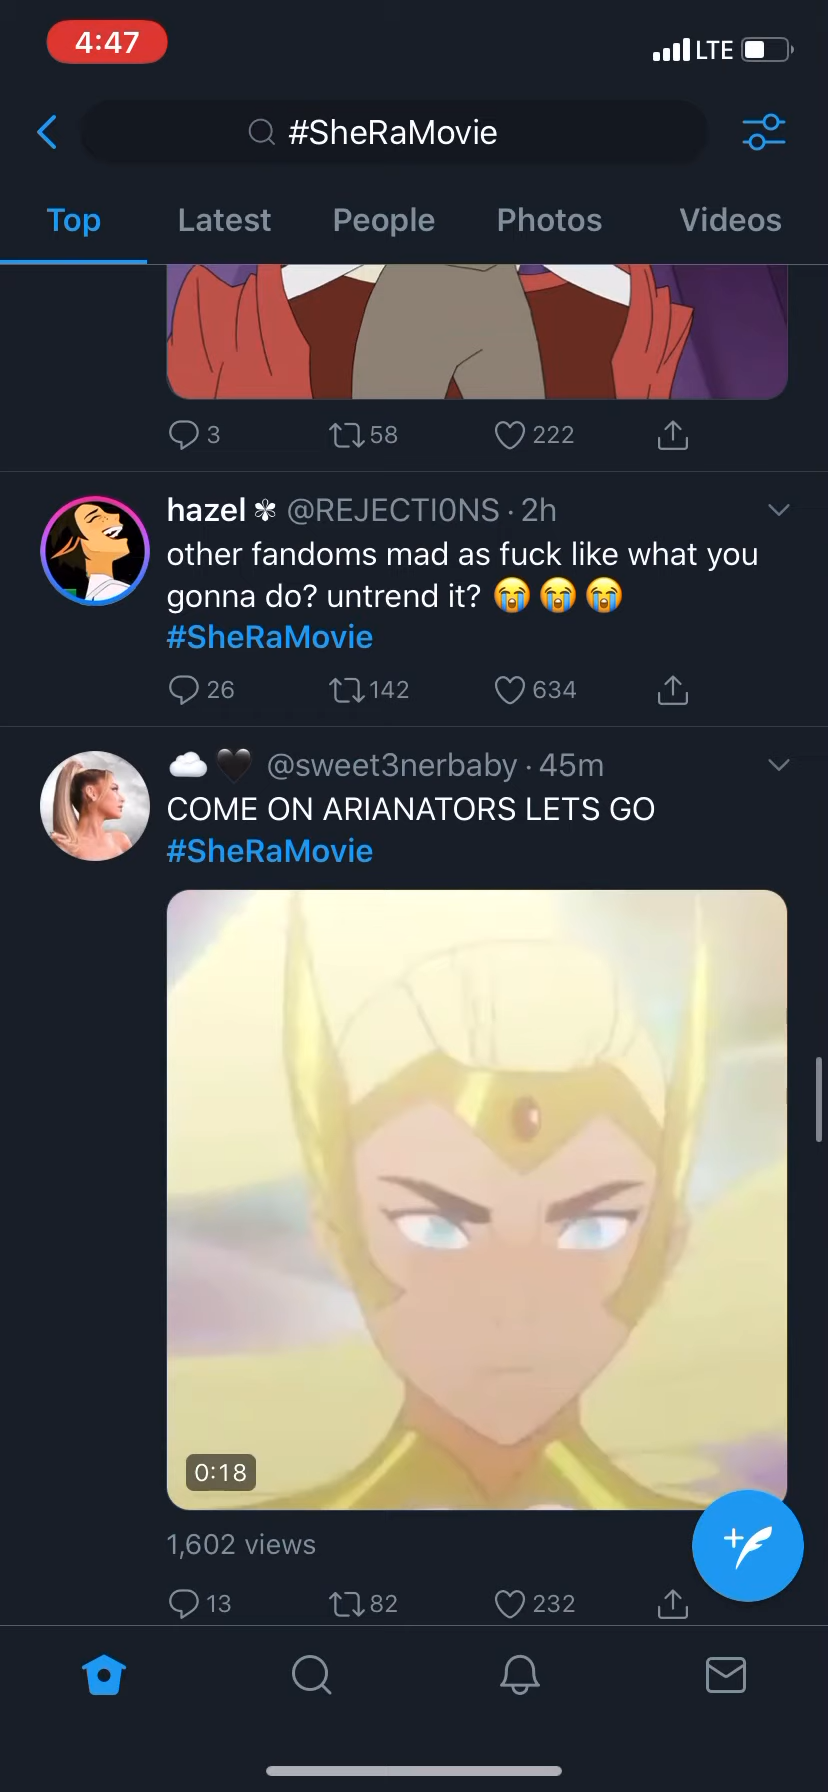 4:47
LTE
#SheRaMovie
Top Latest People Photos Videos
3 58 222
hazel ✽ @REJECTI0NS · 2h
other fandoms mad as fuck like what you
gonna do? untrend it? 😭😭😭
#SheRaMovie
26 142 634
☁️🖤 @sweet3nerbaby · 45m
COME ON ARIANATORS LETS GO
#SheRaMovie
0:18
1,602 views
13 82 232